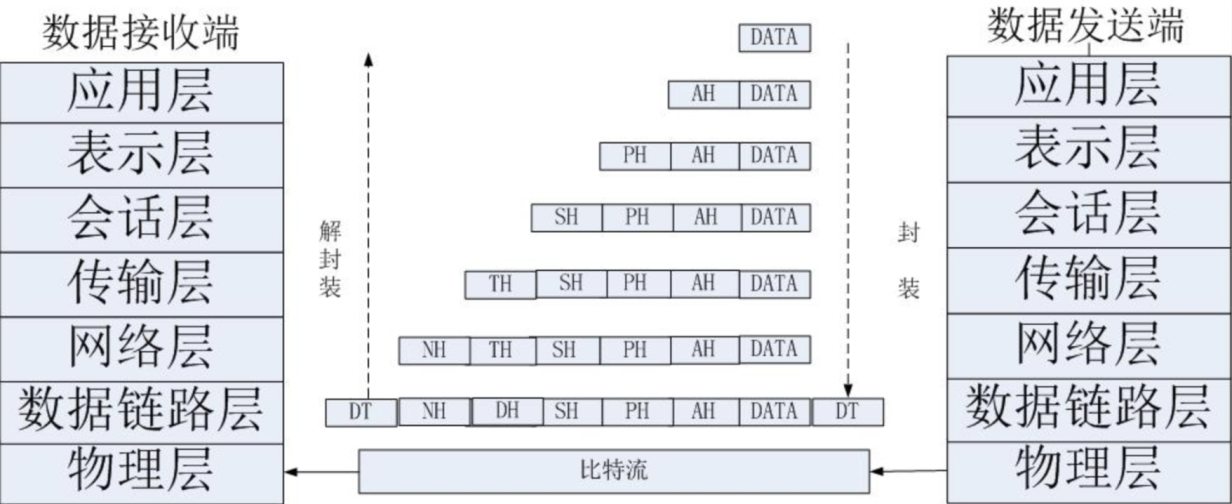 数据接收端
应用层
表示层
会话层
传输层
网络层
数据链路层
物理层
解封装
DATA
AH DATA
PH AH DATA
SH PH AH DATA
TH SH PH AH DATA
NH TH SH PH AH DATA
DT NH DH SH PH AH DATA DT
比特流
封装
数据发送端
应用层
表示层
会话层
传输层
网络层
数据链路层
物理层